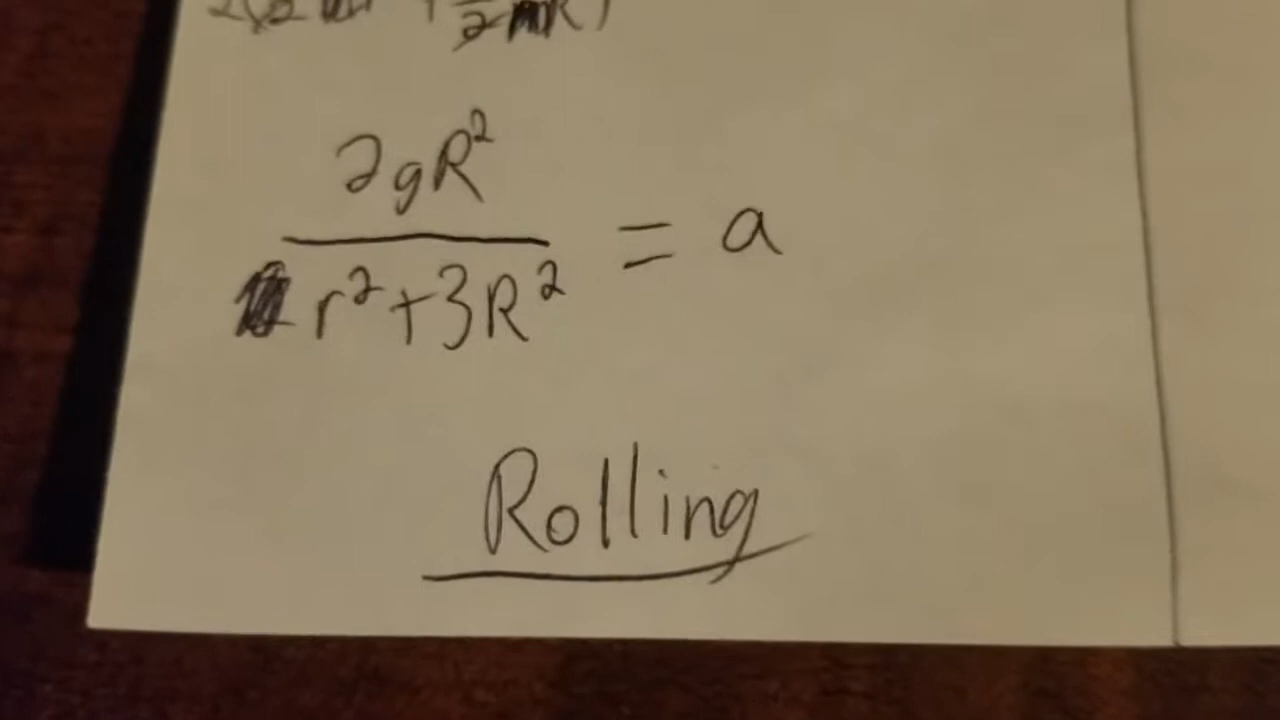 2gR²
r²+3R² = a
Rolling